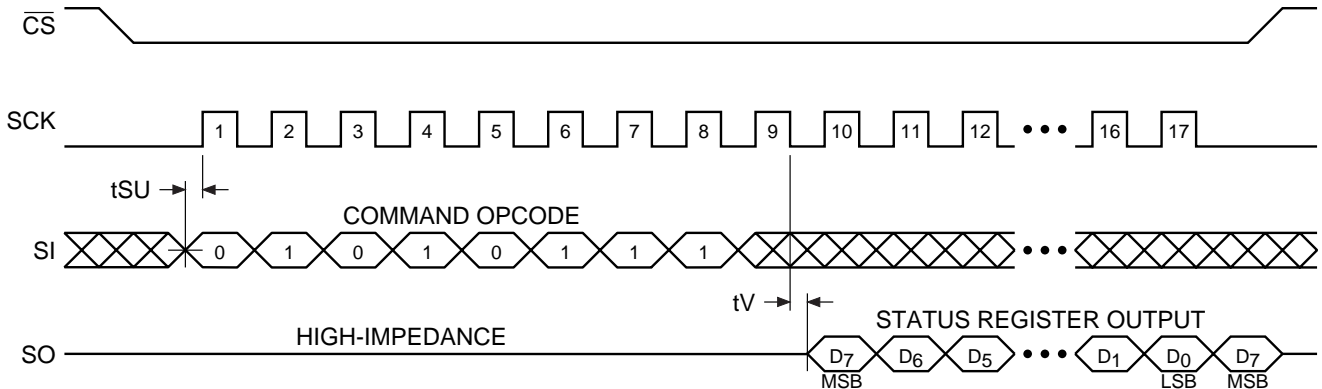 CS
SCK 1 2 3 4 5 6 7 8 9 10 11 12 ••• 16 17
tSU
COMMAND OPCODE
SI 0 1 0 1 0 1 1 1 •••
tV
HIGH-IMPEDANCE STATUS REGISTER OUTPUT
SO D7 D6 D5 ••• D1 D0 D7
MSB LSB MSB